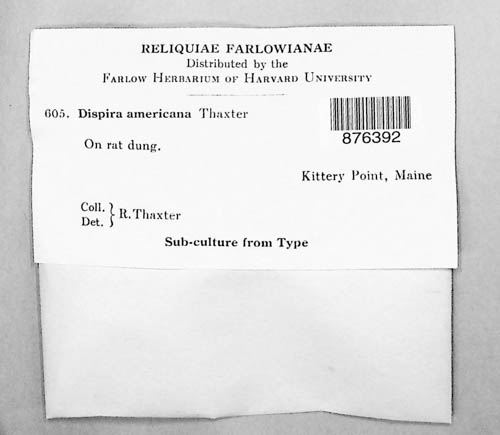 RELIQUIAE FARLOWIANAE
Distributed by the
FARLOW HERBARIUM OF HARVARD UNIVERSITY
605. Dispira americana Thaxter
876392
On rat dung.
Kittery Point, Maine
Coll. } R. Thaxter
Det.
Sub-culture from Type